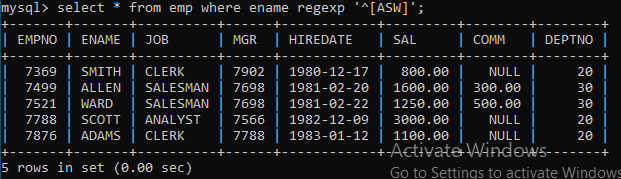 mysql> select * from emp where ename regexp '^[ASW]';
+-------+-------+----------+------+------------+---------+--------+--------+
| EMPNO | ENAME | JOB      | MGR  | HIREDATE   | SAL     | COMM   | DEPTNO |
+-------+-------+----------+------+------------+---------+--------+--------+
|  7369 | SMITH | CLERK    | 7902 | 1980-12-17 |  800.00 |   NULL |     20 |
|  7499 | ALLEN | SALESMAN | 7698 | 1981-02-20 | 1600.00 | 300.00 |     30 |
|  7521 | WARD  | SALESMAN | 7698 | 1981-02-22 | 1250.00 | 500.00 |     30 |
|  7788 | SCOTT | ANALYST  | 7566 | 1982-12-09 | 3000.00 |   NULL |     20 |
|  7876 | ADAMS | CLERK    | 7788 | 1983-01-12 | 1100.00 |   NULL |     20 |
+-------+-------+----------+------+------------+---------+--------+--------+
5 rows in set (0.00 sec)
Activate Windows
Go to Settings to activate Windows